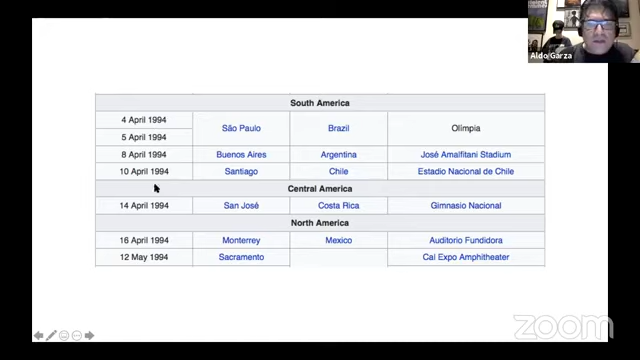 Aldo Garza
South America
4 April 1994 São Paulo Brazil Olimpia
5 April 1994
8 April 1994 Buenos Aires Argentina José Amalfitani Stadium
10 April 1994 Santiago Chile Estadio Nacional de Chile
Central America
14 April 1994 San José Costa Rica Gimnasio Nacional
North America
16 April 1994 Monterrey Mexico Auditorio Fundidora
12 May 1994 Sacramento Cal Expo Amphitheater
zoom